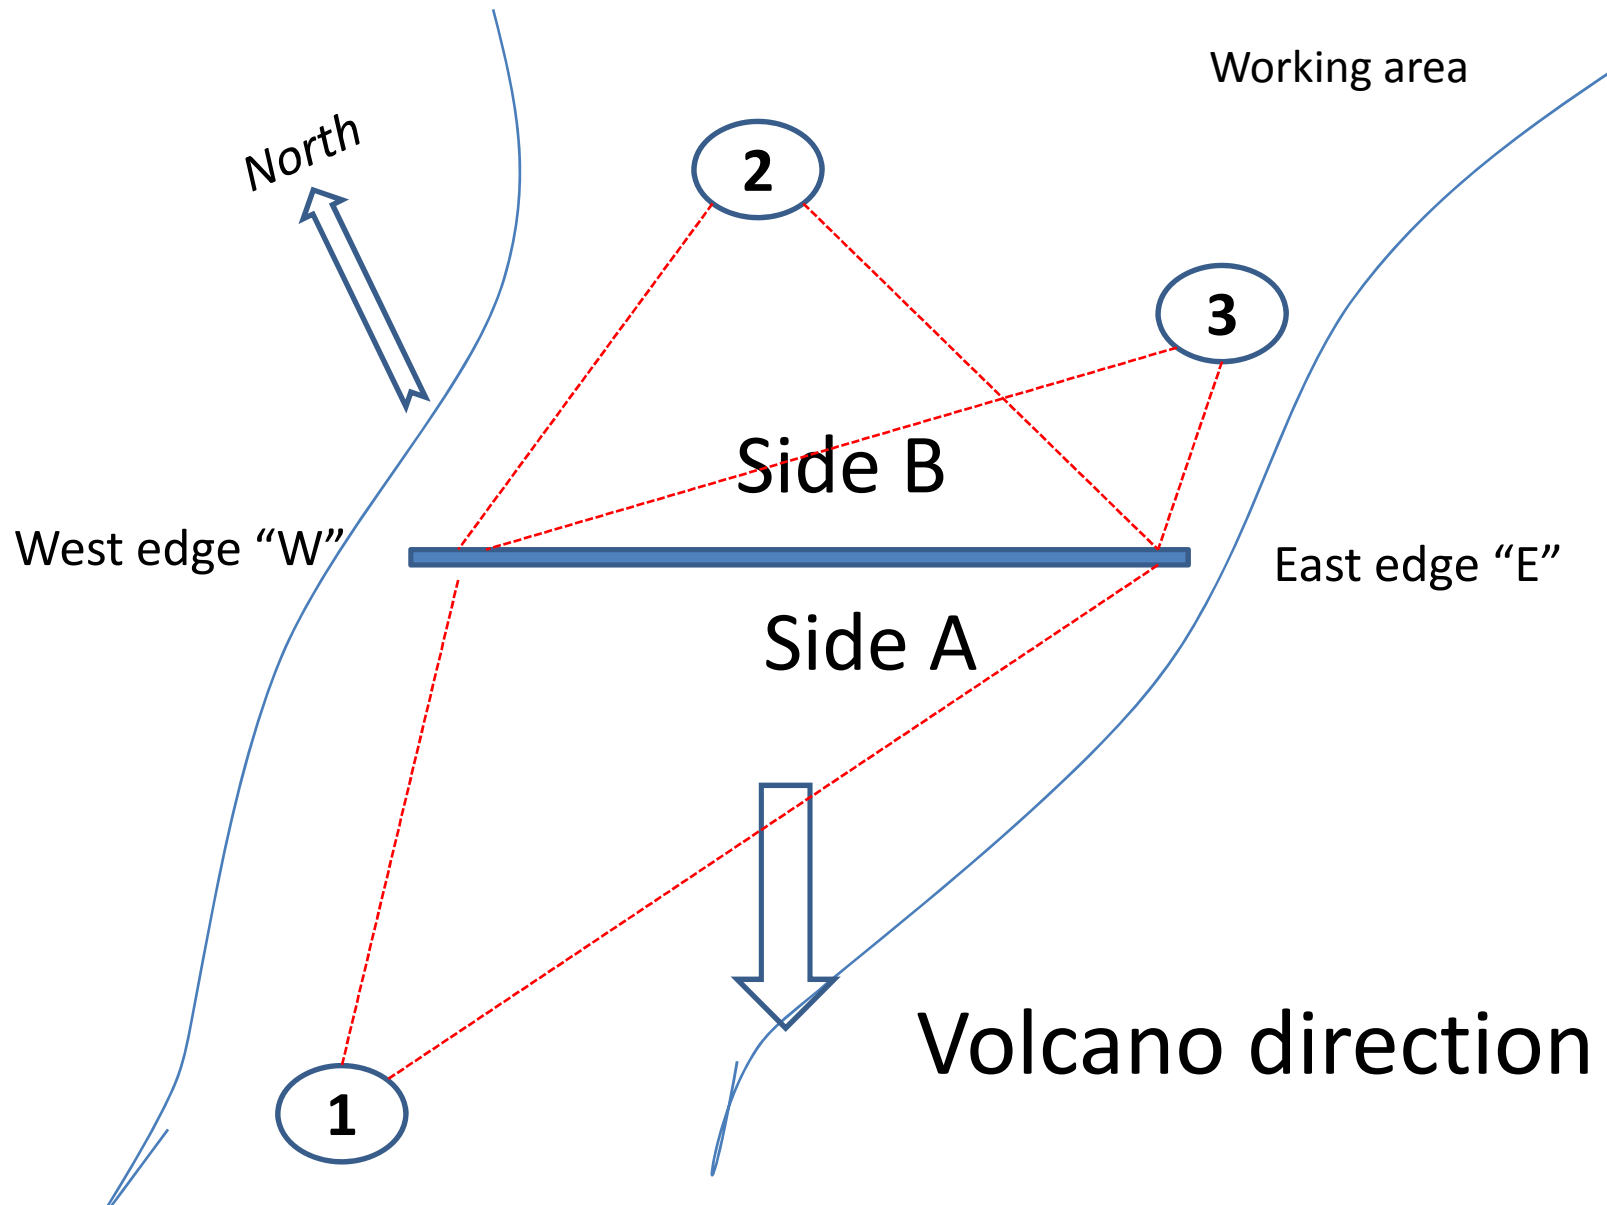 Working area
North
2
3
Side B
West edge “W”
East edge “E”
Side A
Volcano direction
1